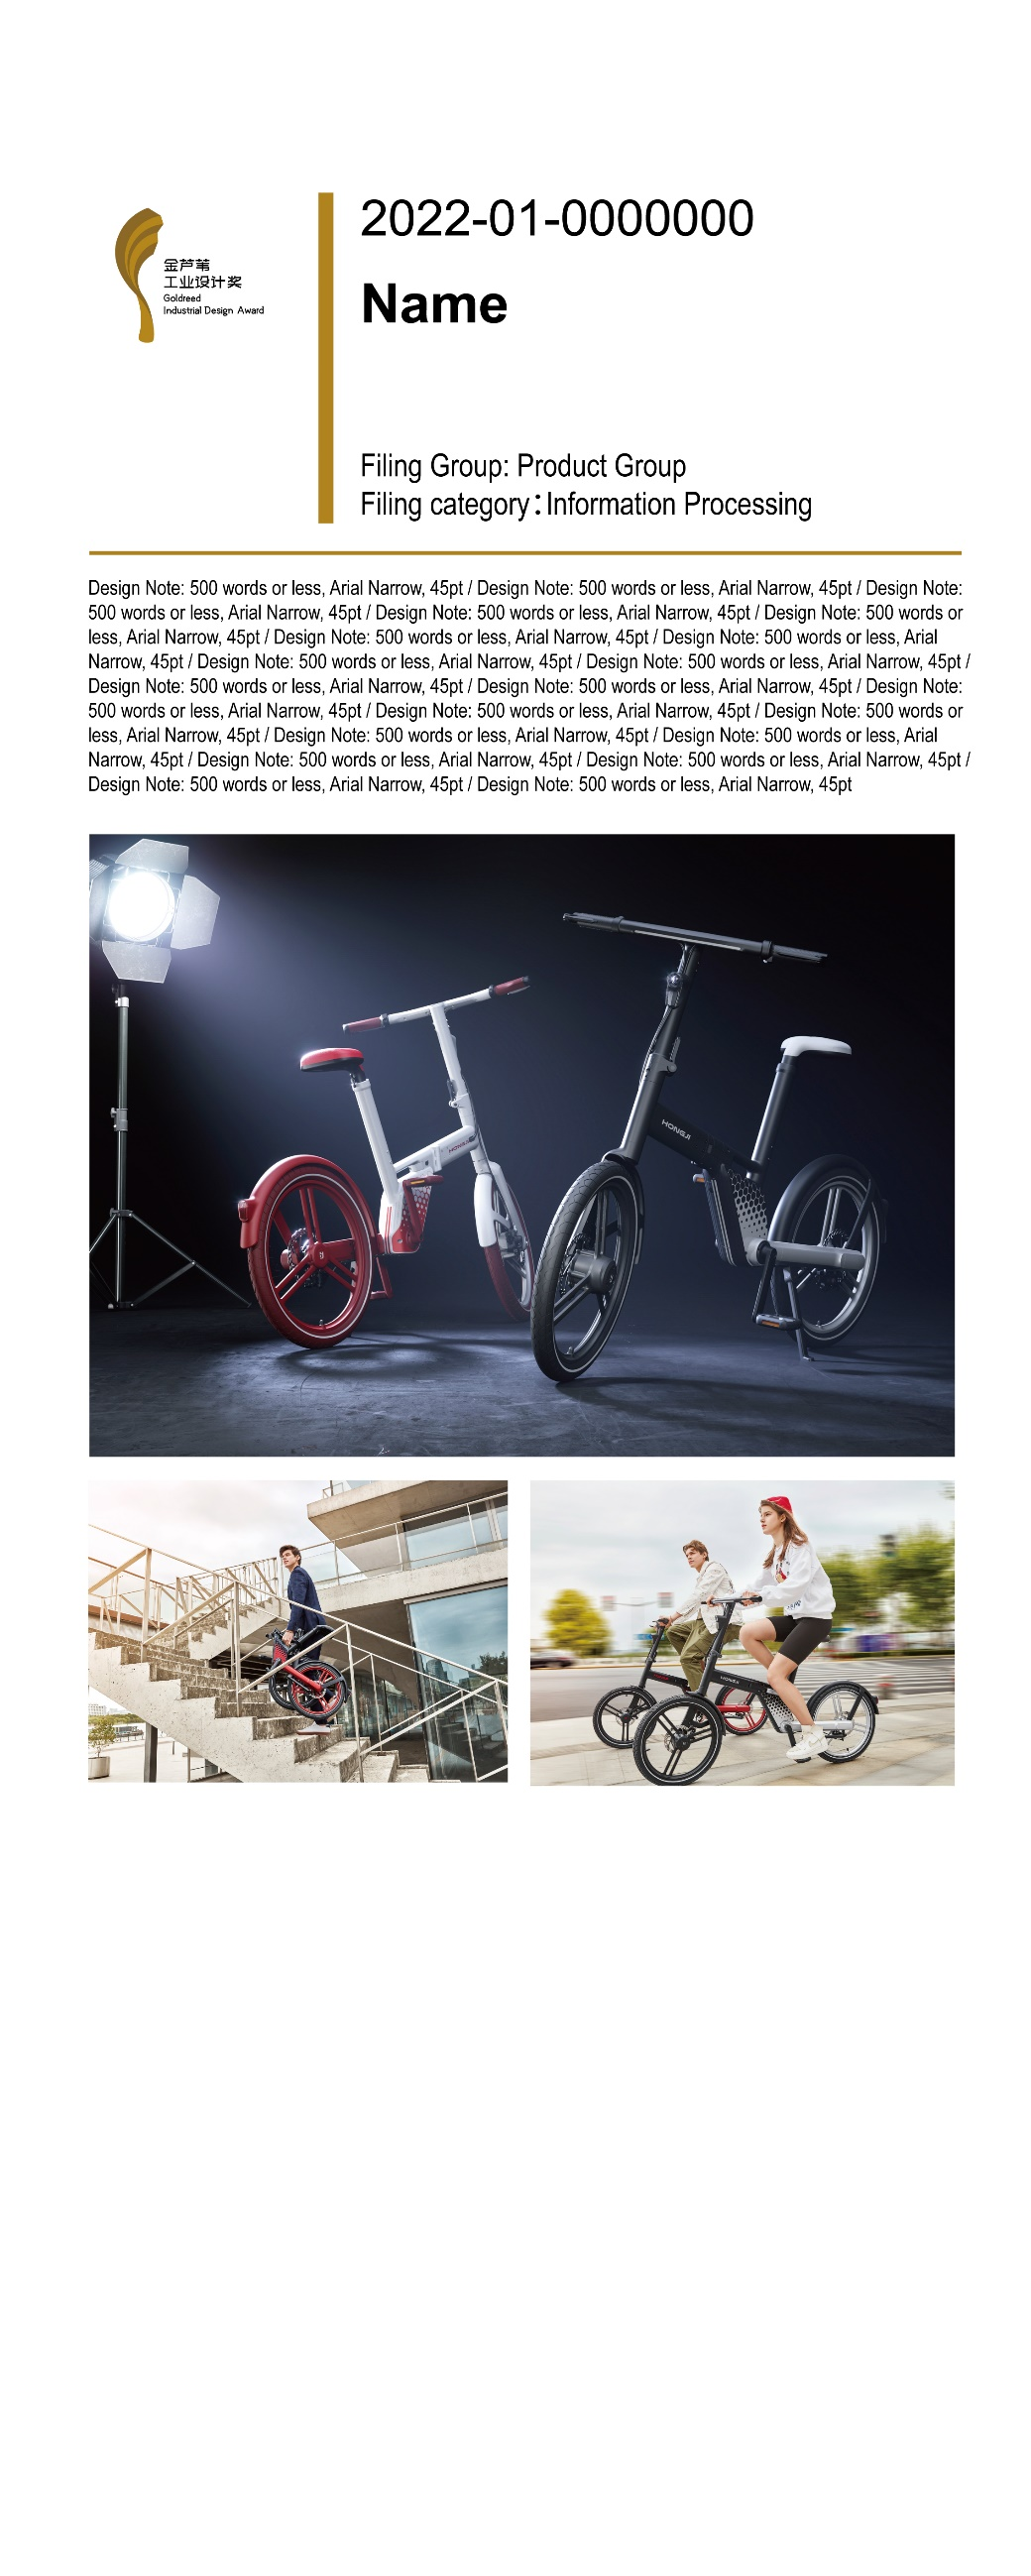 金芦苇
工业设计奖
Goldreed
Industrial Design Award
2022-01-0000000
Name
Filing Group: Product Group
Filing category：Information Processing
Design Note: 500 words or less, Arial Narrow, 45pt / Design Note: 500 words or less, Arial Narrow, 45pt / Design Note:
500 words or less, Arial Narrow, 45pt / Design Note: 500 words or less, Arial Narrow, 45pt / Design Note: 500 words or
less, Arial Narrow, 45pt / Design Note: 500 words or less, Arial Narrow, 45pt / Design Note: 500 words or less, Arial
Narrow, 45pt / Design Note: 500 words or less, Arial Narrow, 45pt / Design Note: 500 words or less, Arial Narrow, 45pt /
Design Note: 500 words or less, Arial Narrow, 45pt / Design Note: 500 words or less, Arial Narrow, 45pt / Design Note:
500 words or less, Arial Narrow, 45pt / Design Note: 500 words or less, Arial Narrow, 45pt / Design Note: 500 words or
less, Arial Narrow, 45pt / Design Note: 500 words or less, Arial Narrow, 45pt / Design Note: 500 words or less, Arial
Narrow, 45pt / Design Note: 500 words or less, Arial Narrow, 45pt / Design Note: 500 words or less, Arial Narrow, 45pt /
Design Note: 500 words or less, Arial Narrow, 45pt / Design Note: 500 words or less, Arial Narrow, 45pt
HONGJI
HONGJI
HONGJI